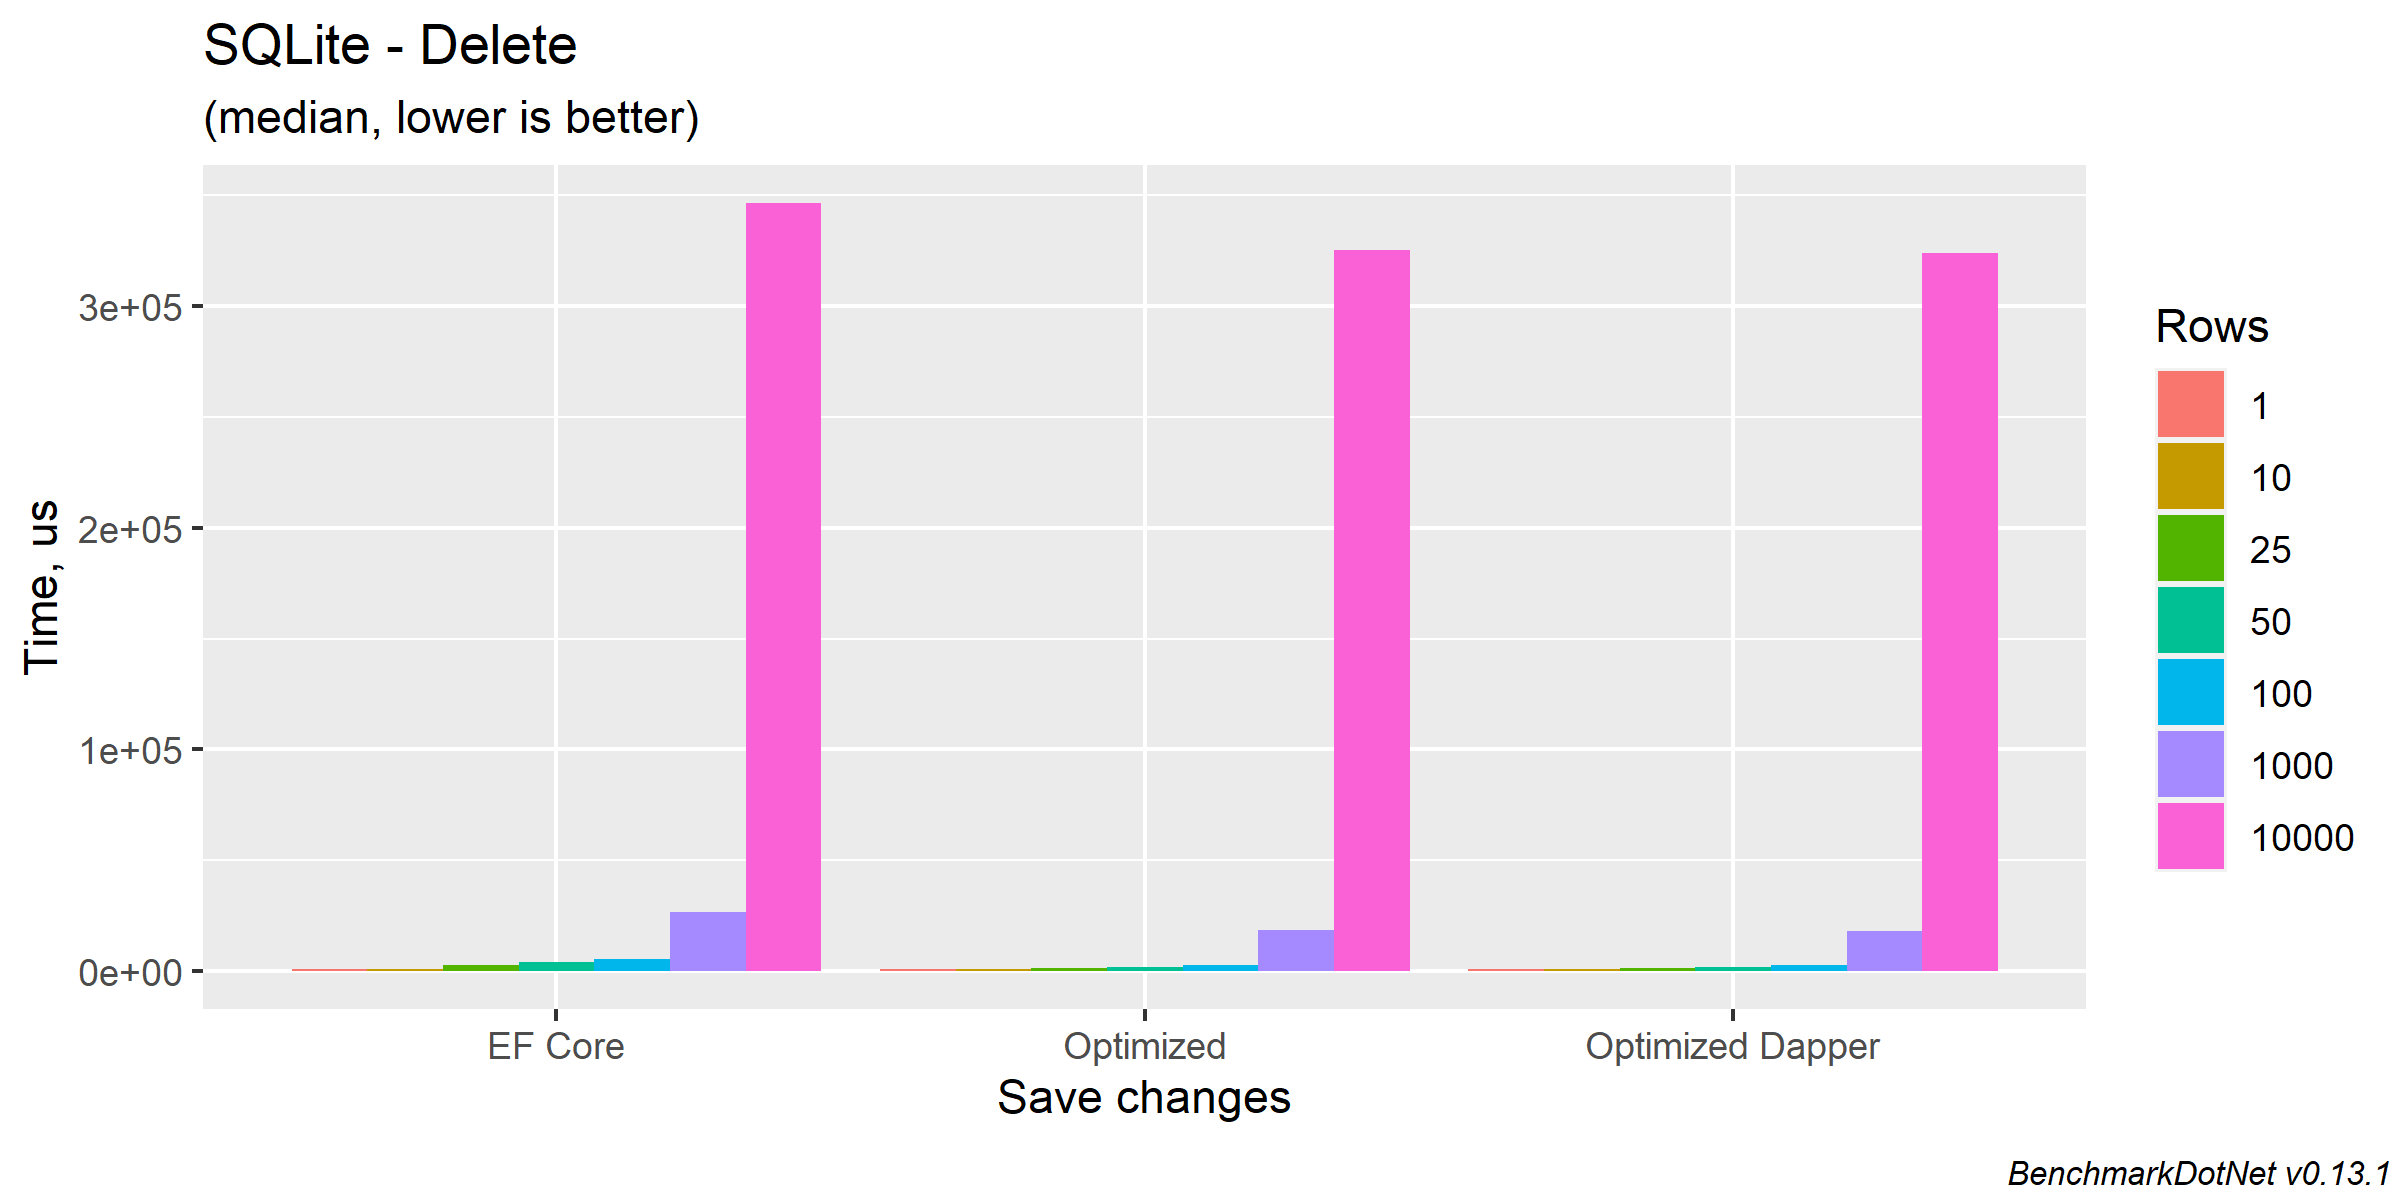 SQLite - Delete
(median, lower is better)
Time, us
3e+05
2e+05
1e+05
0e+00
EF Core
Optimized
Optimized Dapper
Save changes
Rows
1
10
25
50
100
1000
10000
BenchmarkDotNet v0.13.1